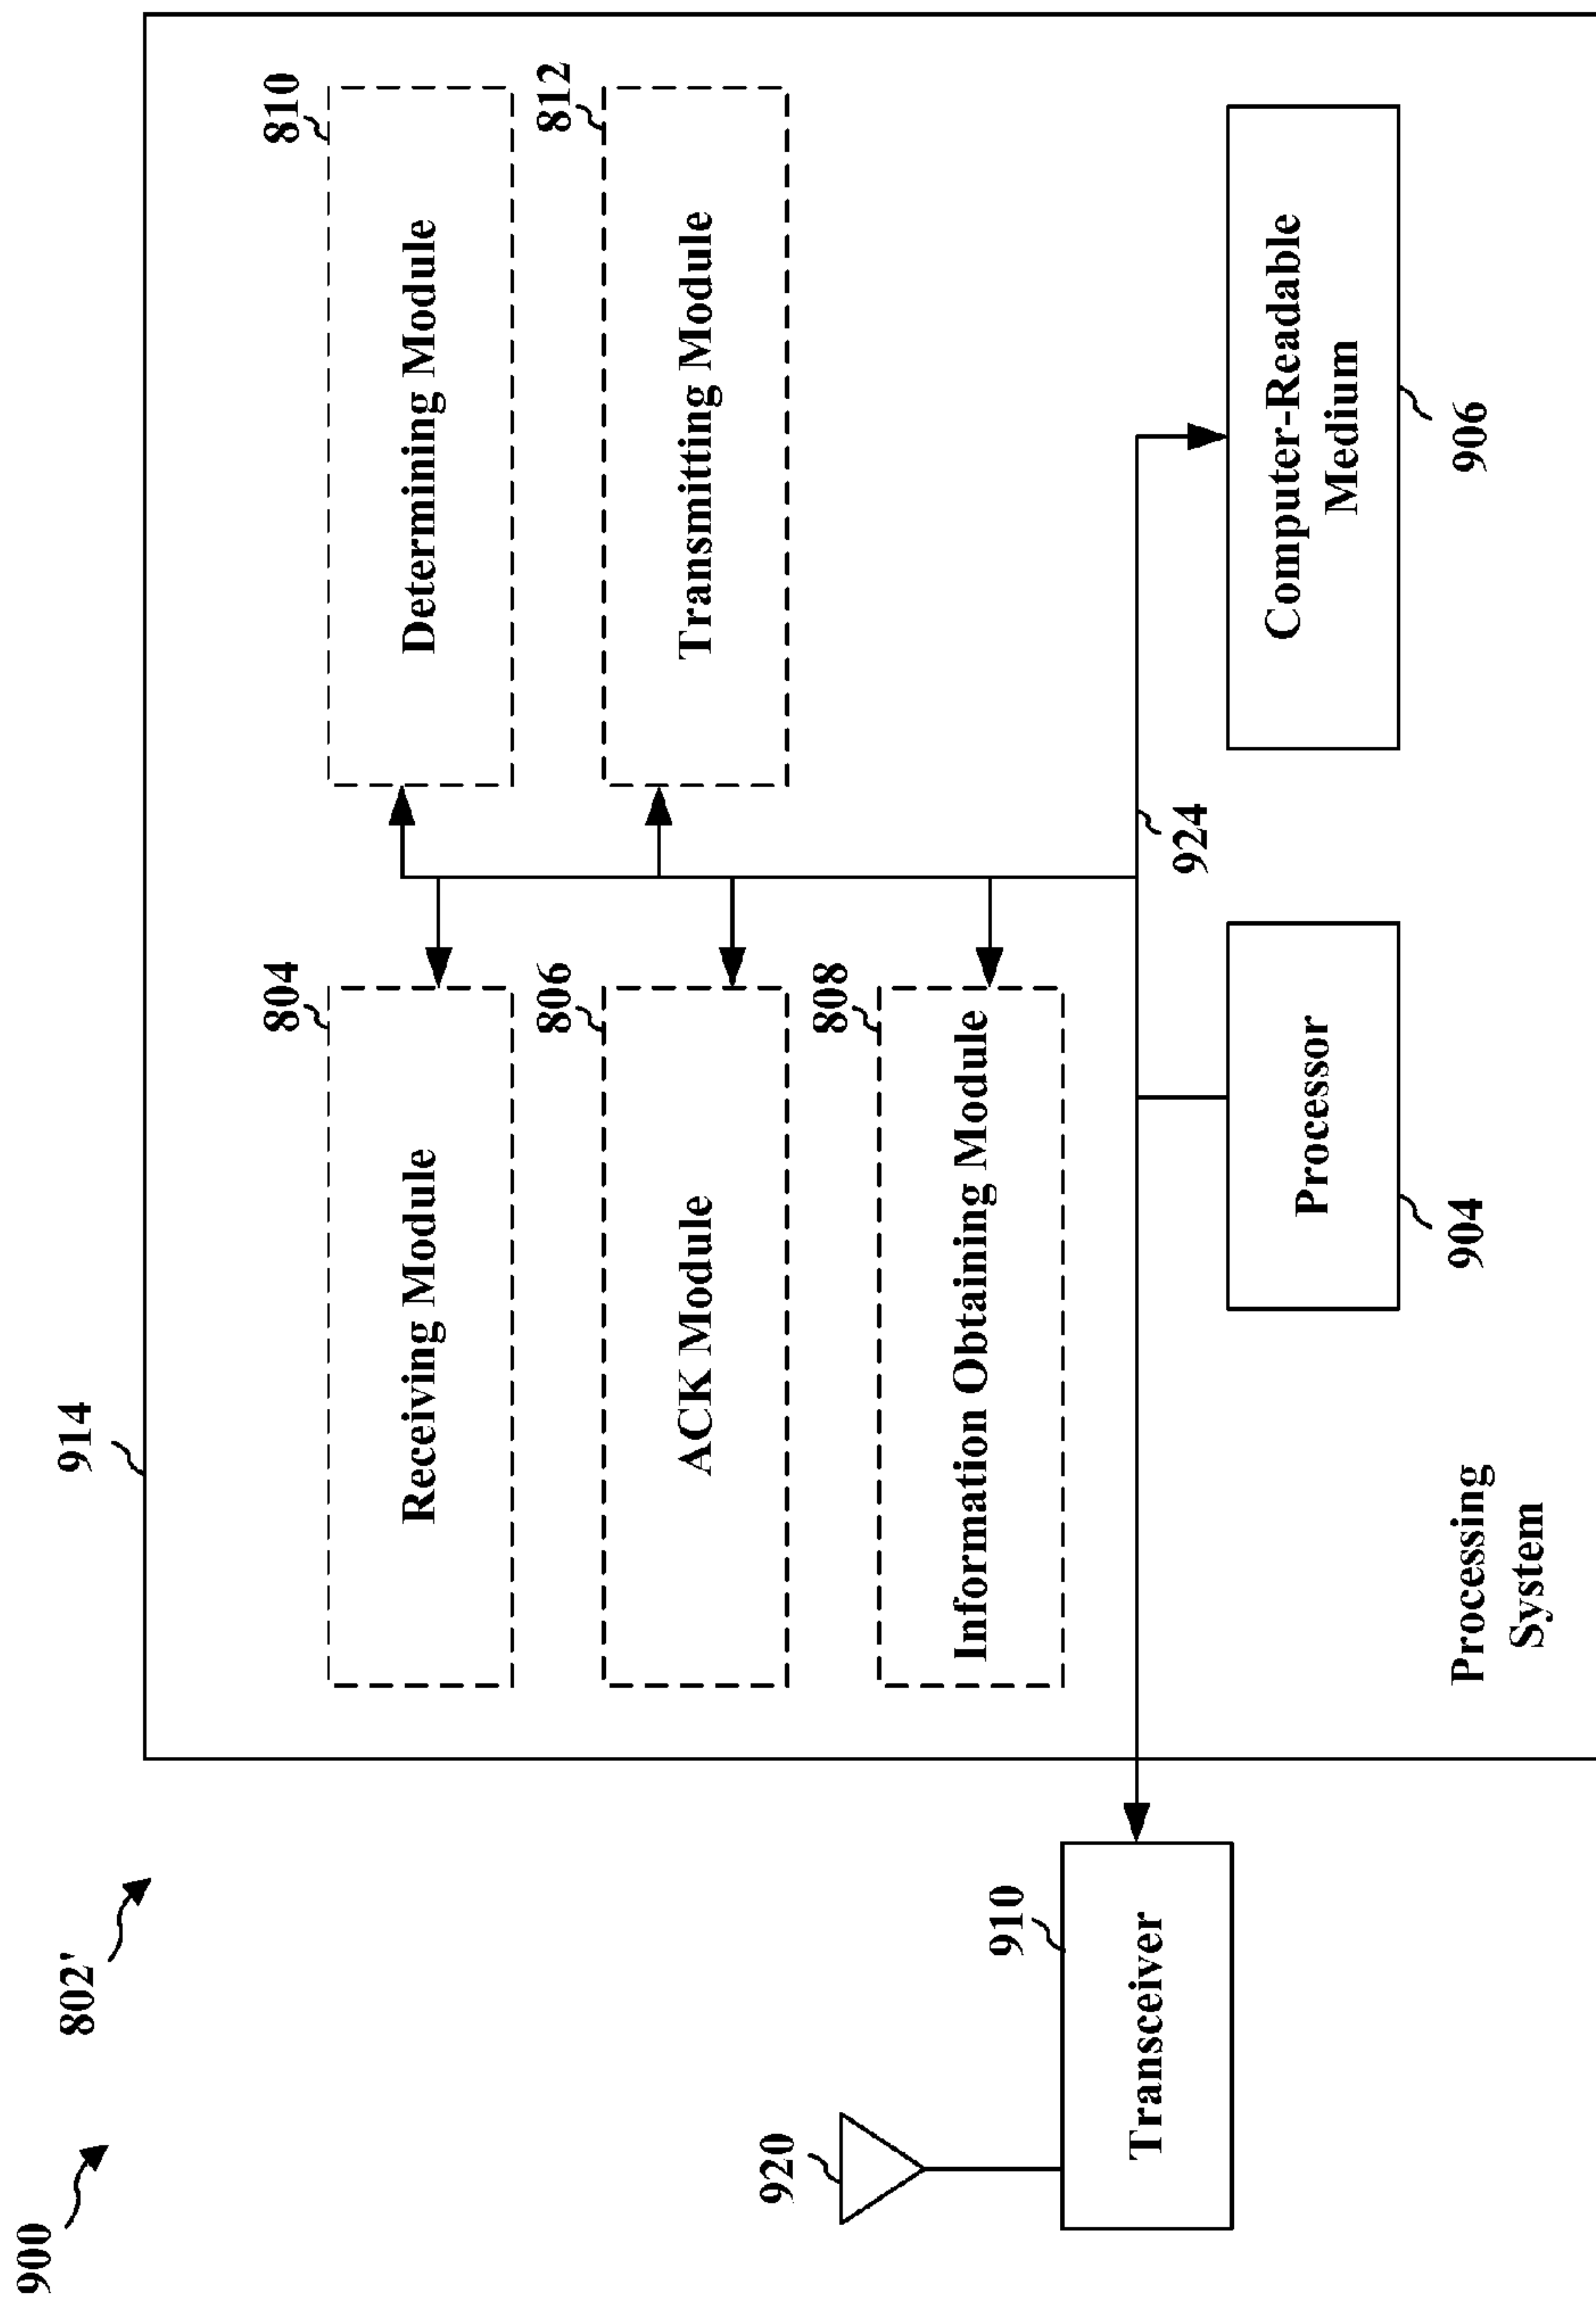 900
802'
914
804
Receiving Module
810
Determining Module
806
ACK Module
812
Transmitting Module
808
Information Obtaining Module
920
910
Transceiver
924
Processor
904
Computer-Readable
Medium
906
Processing
System